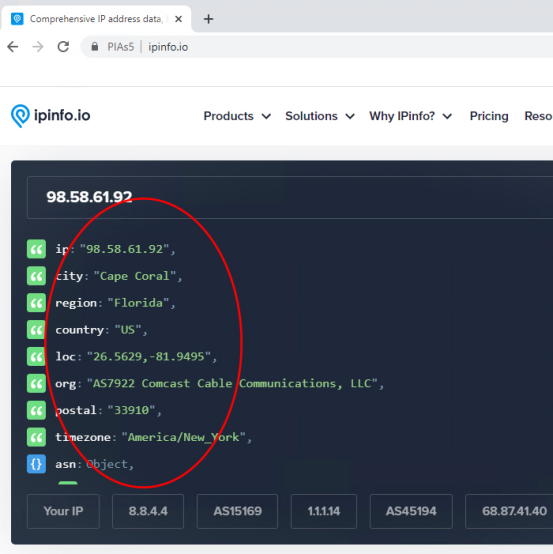 Comprehensive IP address data,
PIAs5 | ipinfo.io
ipinfo.io
Products Solutions Why IPinfo? Pricing Reso
98.58.61.92
ip: "98.58.61.92",
city: "Cape Coral",
region: "Florida",
country: "US",
loc: "26.5629,-81.9495",
org: "AS7922 Comcast Cable Communications, LLC",
postal: "33910",
timezone: "America/New_York",
{} asn: Object,
Your IP 8.8.4.4 AS15169 1.1.1.14 AS45194 68.87.41.40